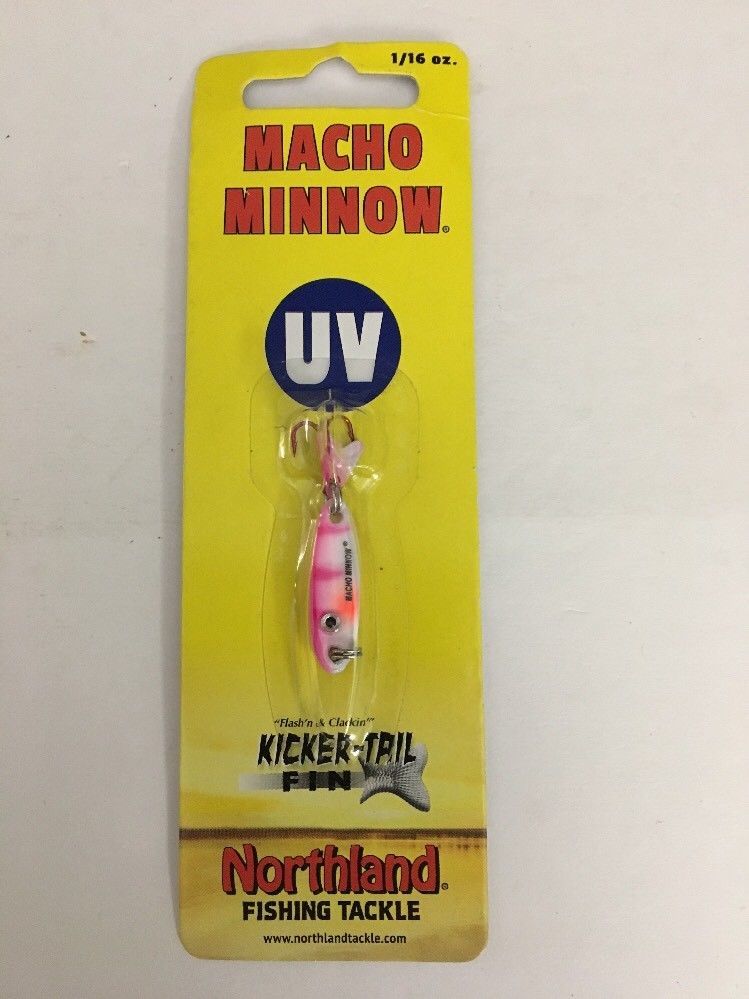 1/16 oz.
MACHO
MINNOW®
UV
MACHO MINNOW®
"Flash'n & Clackin'"
KICKER-TAIL
FIN
Northland®
FISHING TACKLE
www.northlandtackle.com